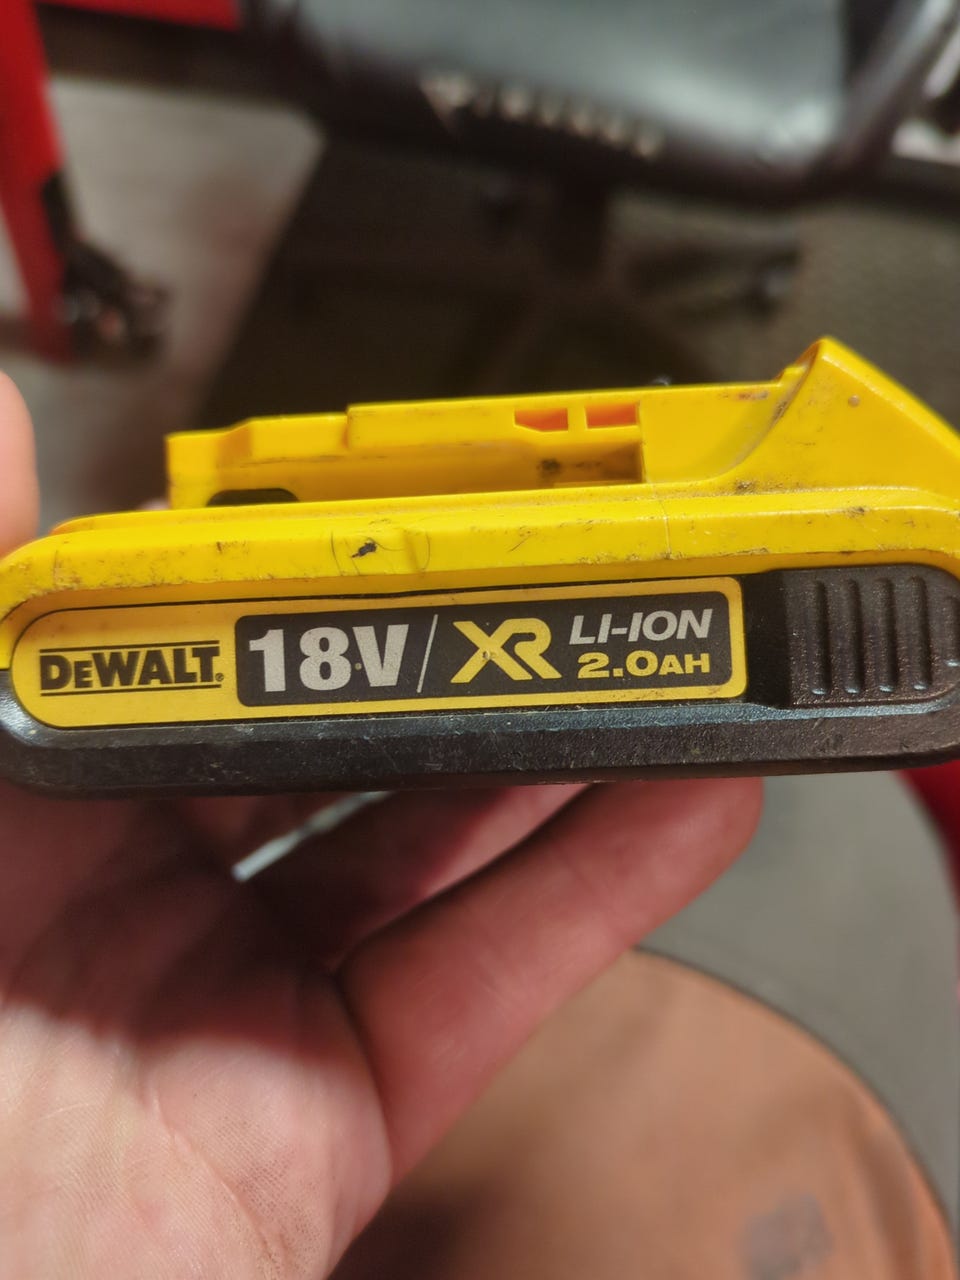 DEWALT®
18V/XR LI-ION
2.0AH